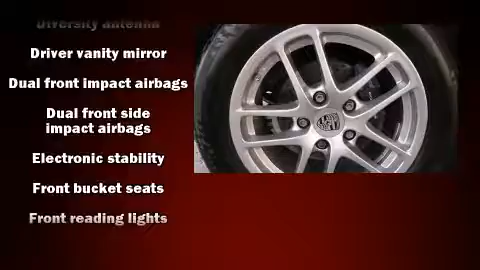 Diversity antenna
Driver vanity mirror
Dual front impact airbags
Dual front side
impact airbags
Electronic stability
Front bucket seats
Front reading lights